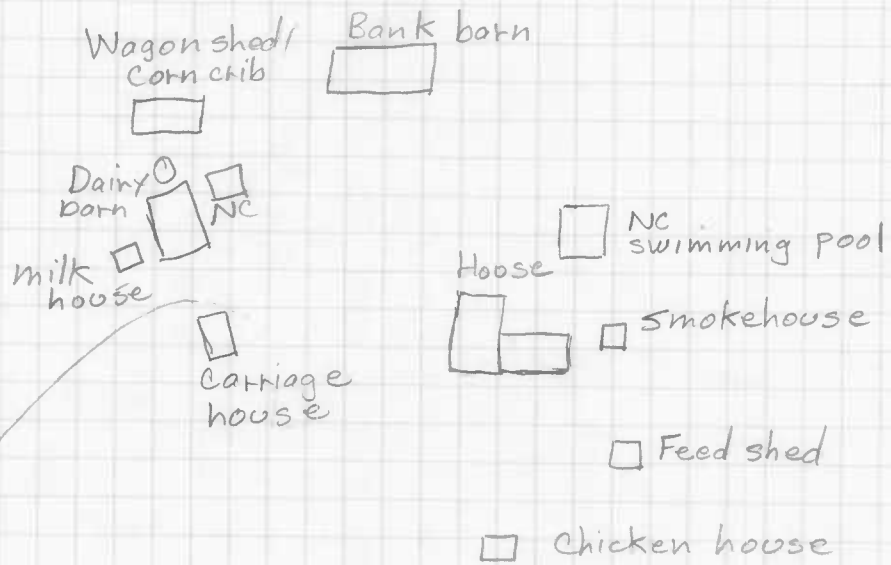 Wagon shed/
Corn crib
Bank barn
Dairy
barn
NC
milk
house
Carriage
house
NC
swimming pool
Hoose
Smokehouse
Feed shed
Chicken house